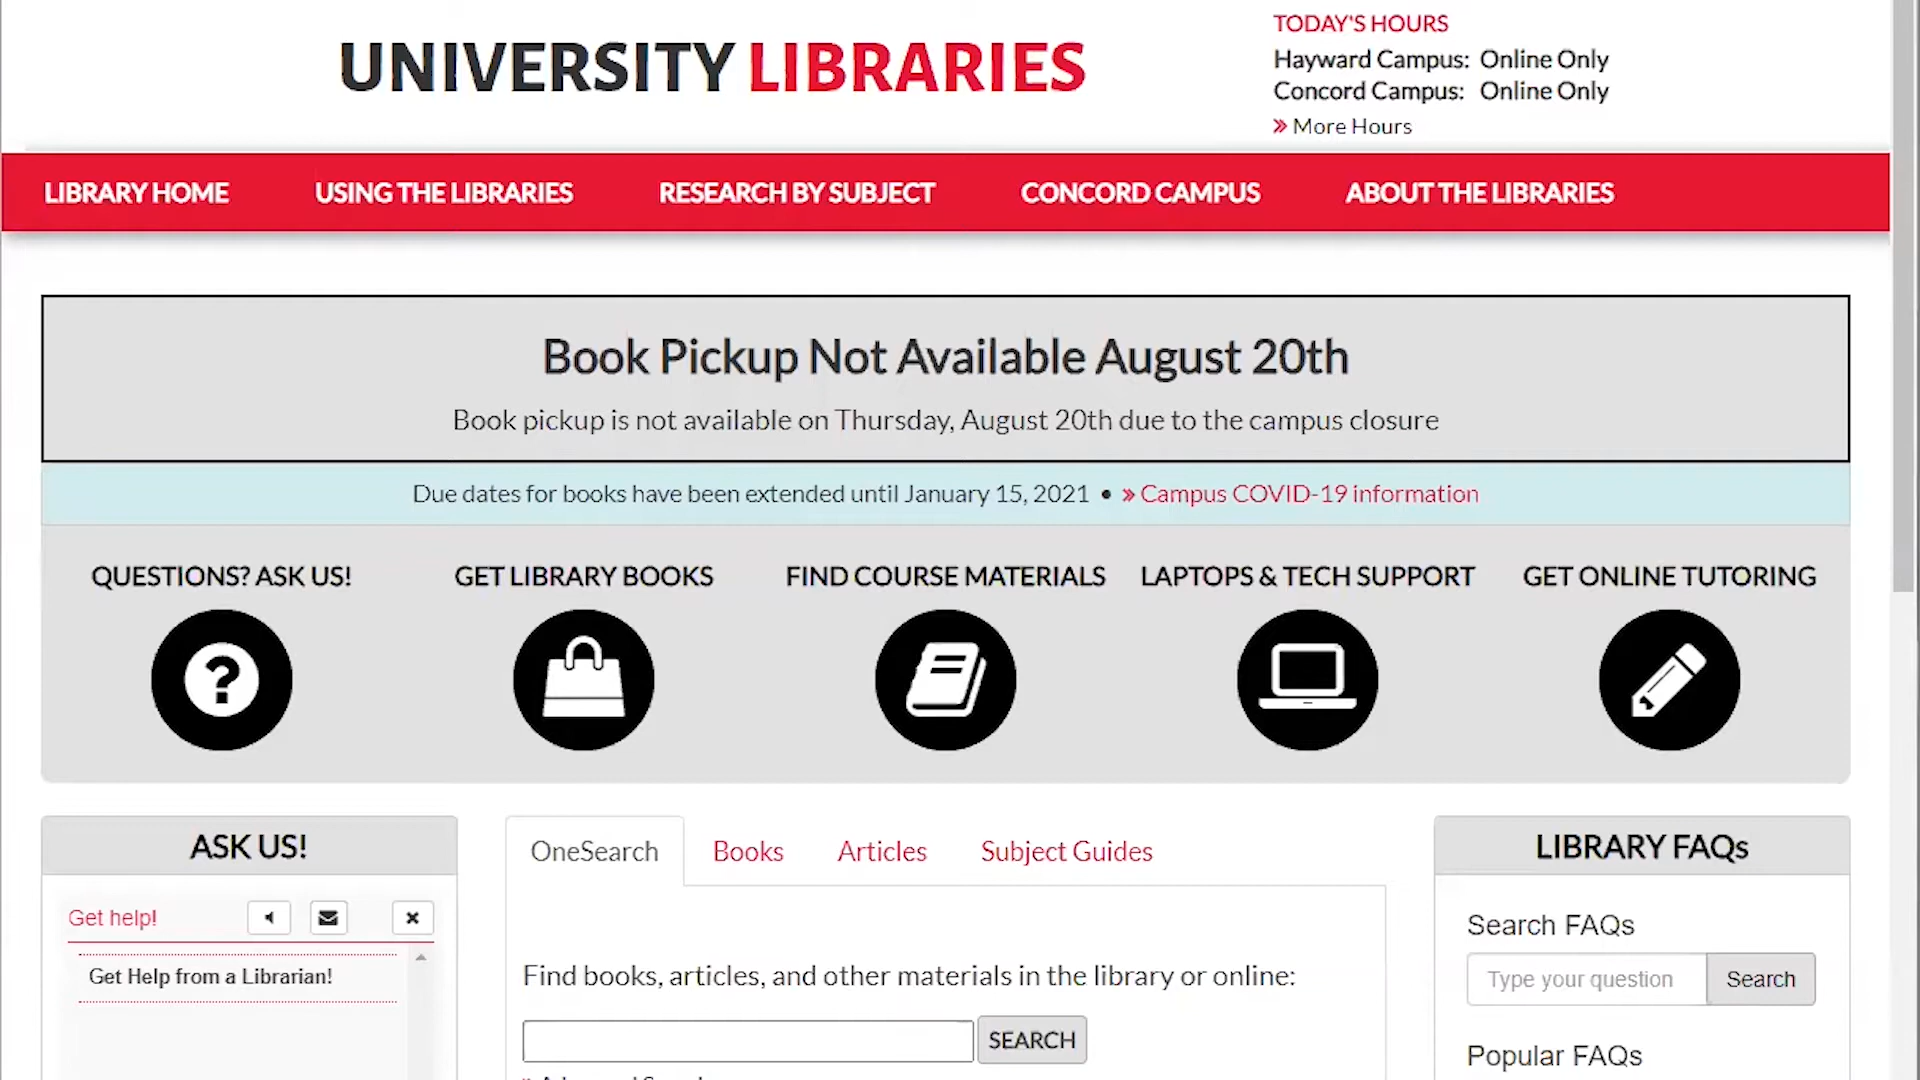 UNIVERSITY LIBRARIES
TODAY'S HOURS
Hayward Campus: Online Only
Concord Campus: Online Only
» More Hours
LIBRARY HOME
USING THE LIBRARIES
RESEARCH BY SUBJECT
CONCORD CAMPUS
ABOUT THE LIBRARIES
Book Pickup Not Available August 20th
Book pickup is not available on Thursday, August 20th due to the campus closure
Due dates for books have been extended until January 15, 2021 • » Campus COVID-19 information
QUESTIONS? ASK US!
GET LIBRARY BOOKS
FIND COURSE MATERIALS
LAPTOPS & TECH SUPPORT
GET ONLINE TUTORING
ASK US!
Get help!
Get Help from a Librarian!
OneSearch
Books
Articles
Subject Guides
Find books, articles, and other materials in the library or online:
SEARCH
LIBRARY FAQs
Search FAQs
Type your question
Search
Popular FAQs